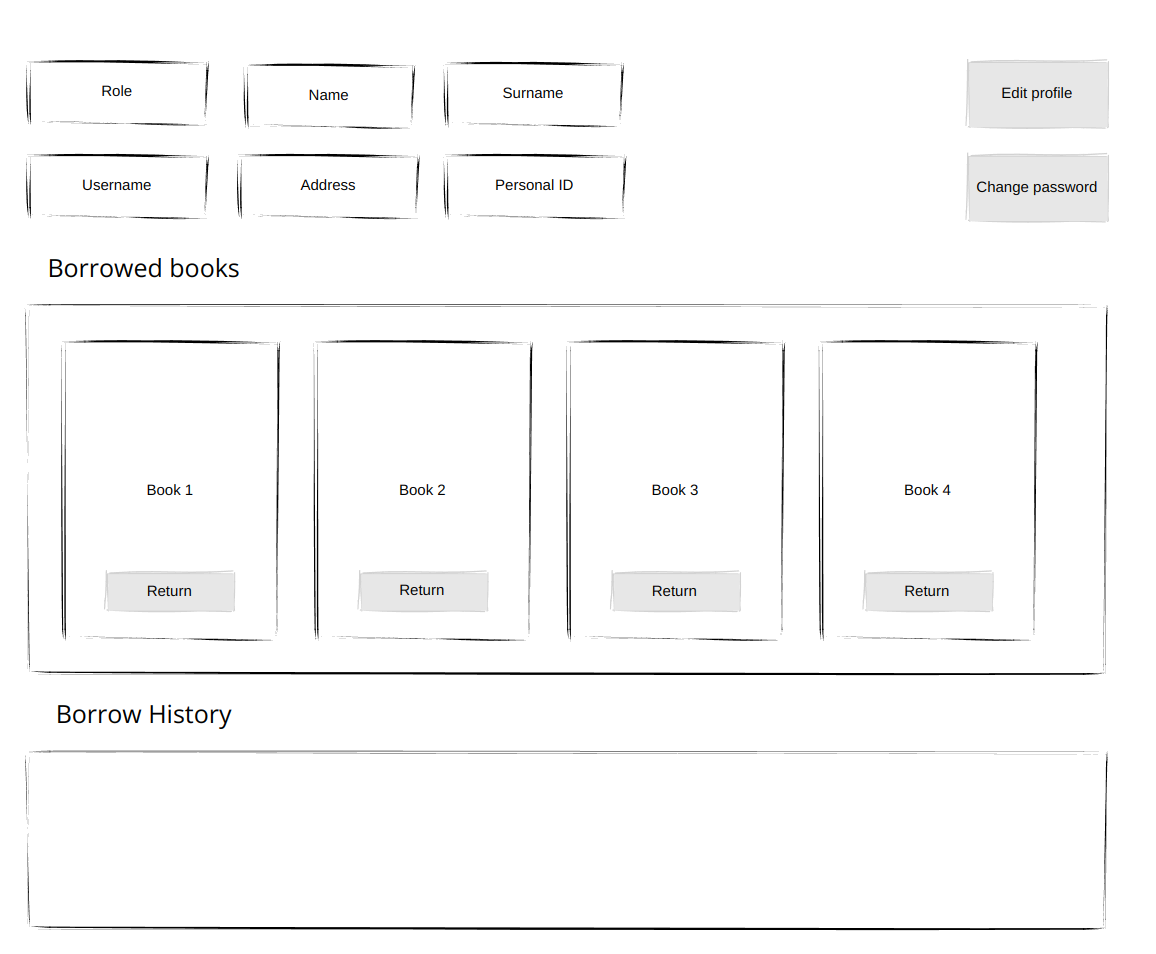 Role
Name
Surname
Edit profile
Username
Address
Personal ID
Change password
Borrowed books
Book 1
Book 2
Book 3
Book 4
Return
Return
Return
Return
Borrow History